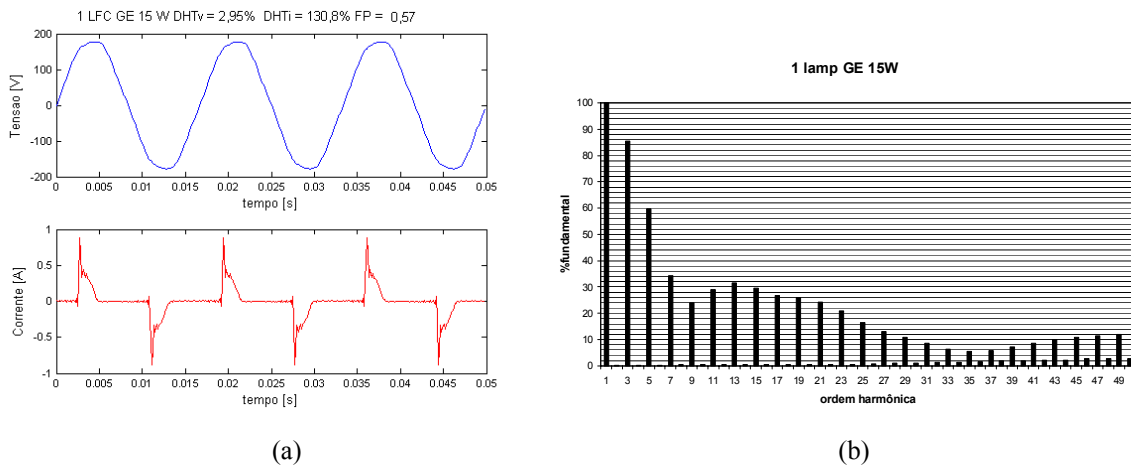 1 LFC GE 15 W DHTv = 2,95% DHTi = 130,8% FP = 0,57
Tensao [V]
200
100
0
-100
-200
0 0.005 0.01 0.015 0.02 0.025 0.03 0.035 0.04 0.045 0.05
tempo [s]
Corrente [A]
1
0.5
0
-0.5
-1
0 0.005 0.01 0.015 0.02 0.025 0.03 0.035 0.04 0.045 0.05
tempo [s]
(a)
1 lamp GE 15W
%fundamental
100
90
80
70
60
50
40
30
20
10
0
1 3 5 7 9 11 13 15 17 19 21 23 25 27 29 31 33 35 37 39 41 43 45 47 49
ordem harmônica
(b)